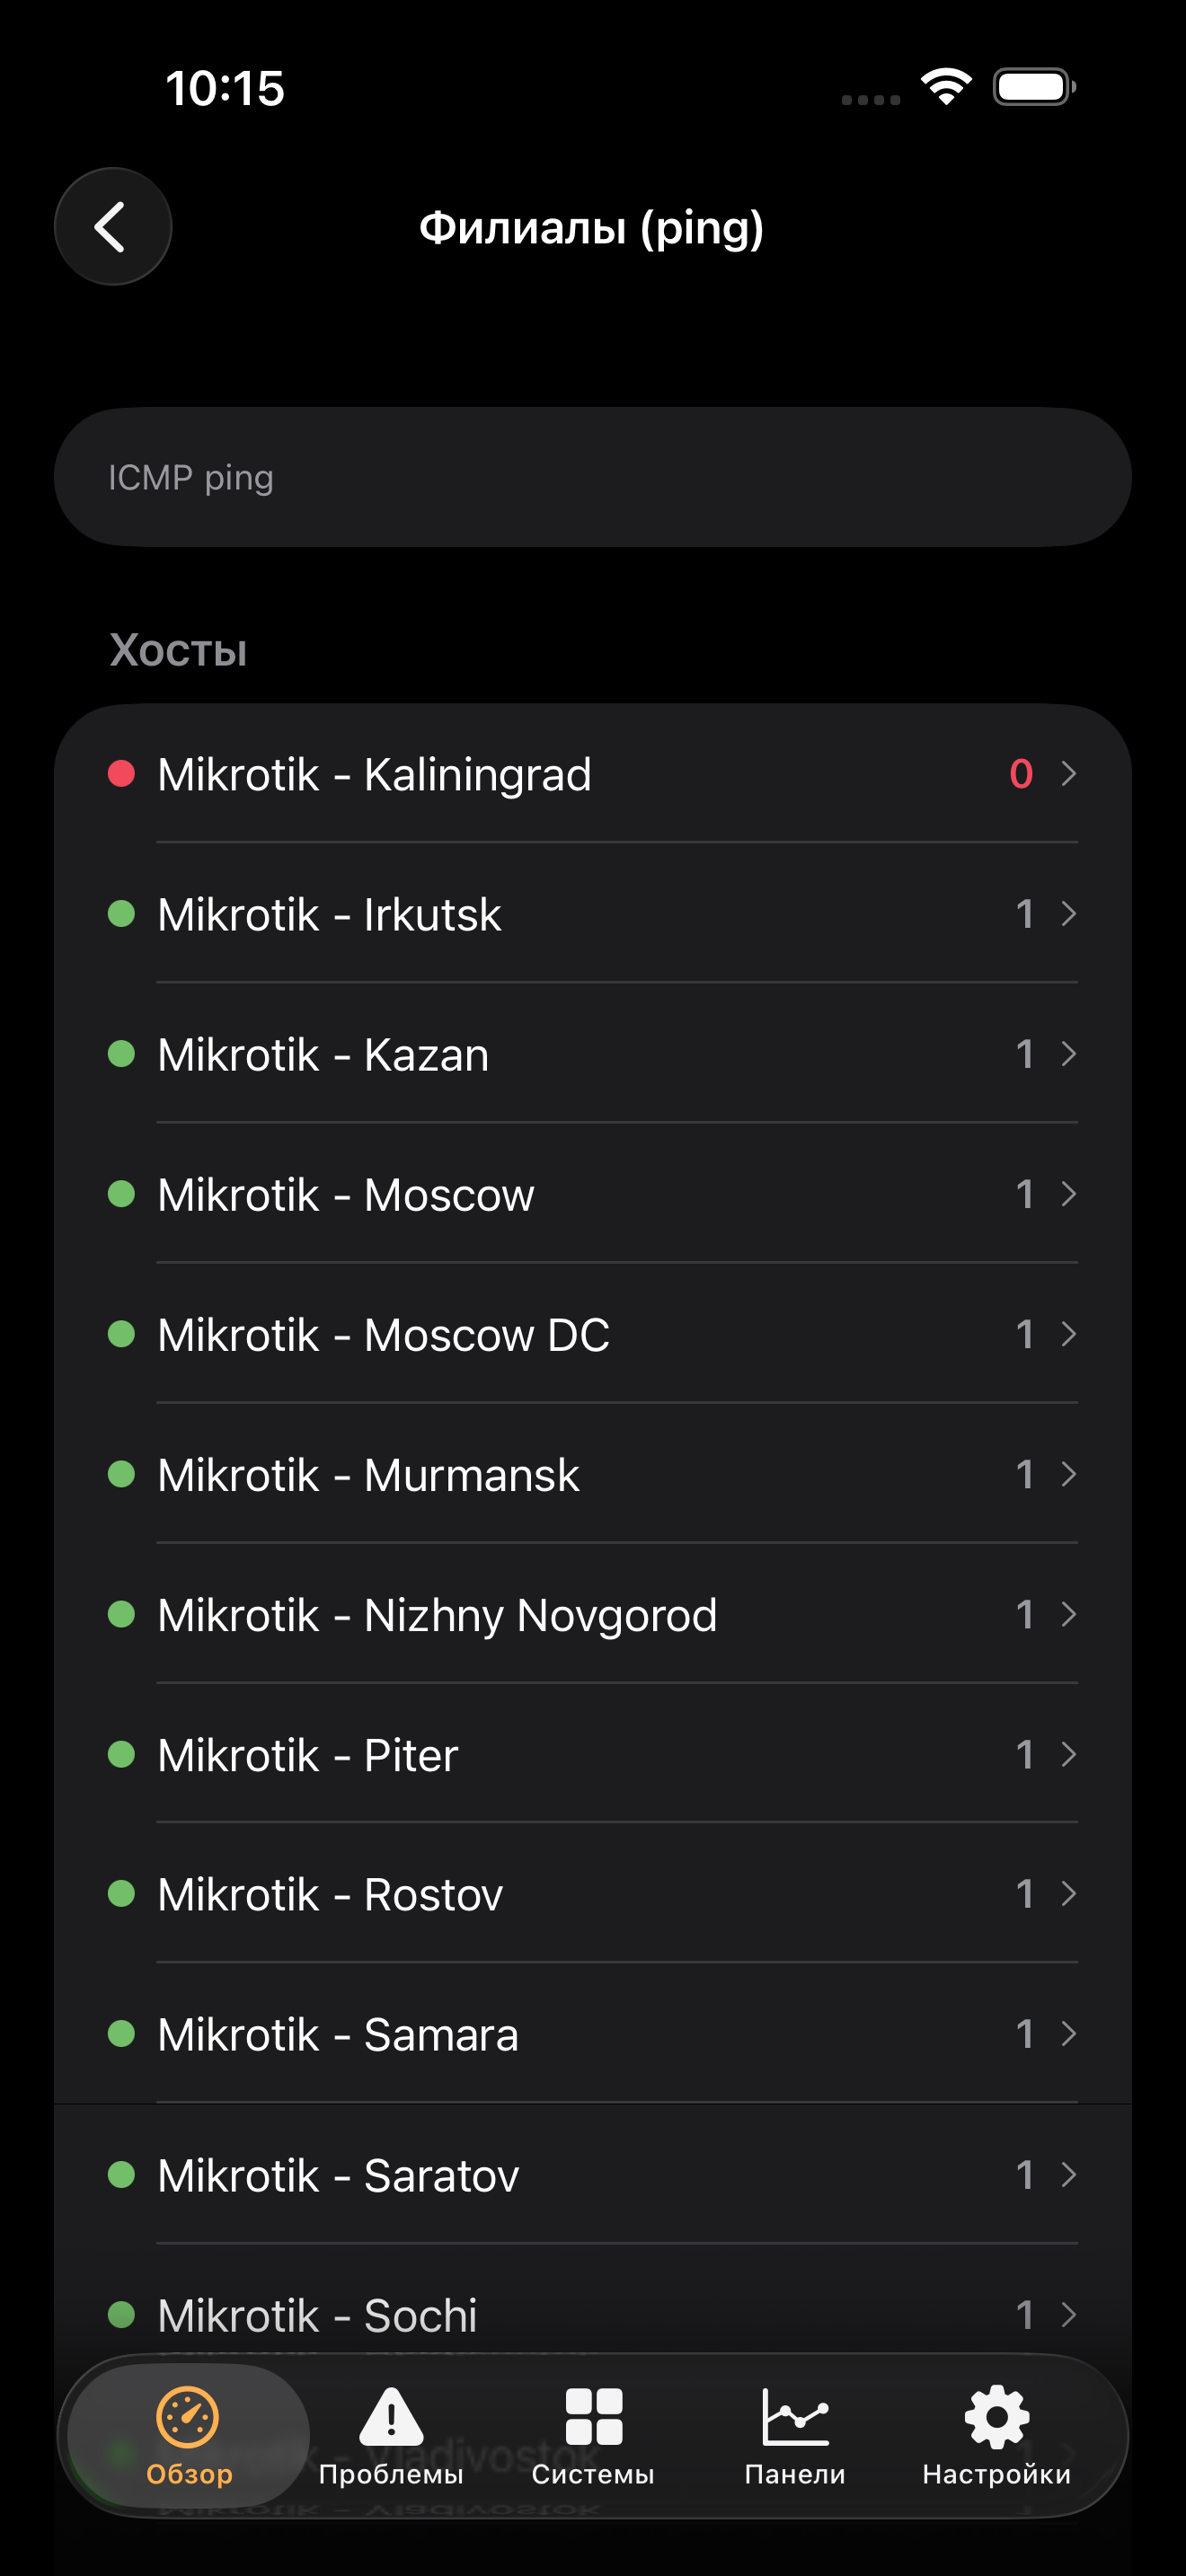 10:15
Филиалы (ping)
ICMP ping
Хосты
Mikrotik - Kaliningrad 0
Mikrotik - Irkutsk 1
Mikrotik - Kazan 1
Mikrotik - Moscow 1
Mikrotik - Moscow DC 1
Mikrotik - Murmansk 1
Mikrotik - Nizhny Novgorod 1
Mikrotik - Piter 1
Mikrotik - Rostov 1
Mikrotik - Samara 1
Mikrotik - Saratov 1
Mikrotik - Sochi 1
Vladivostok
Обзор Проблемы Системы Панели Настройки